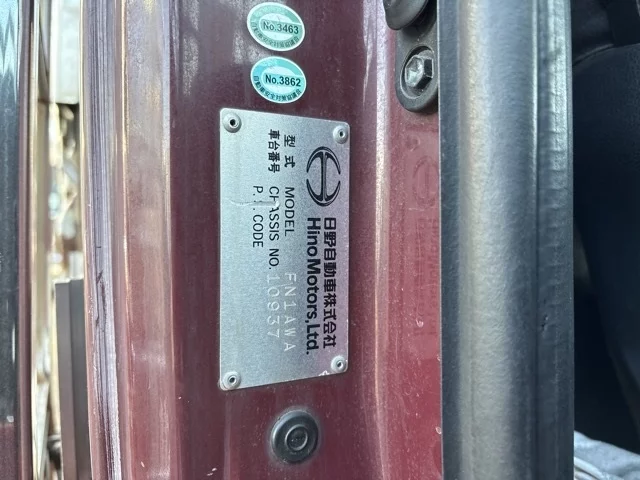 No.3463
No.3862
日野自動車株式会社
Hino Motors, Ltd.
型式 MODEL FN1AWA
車台番号 CHASSIS NO. 10937
P. . CODE